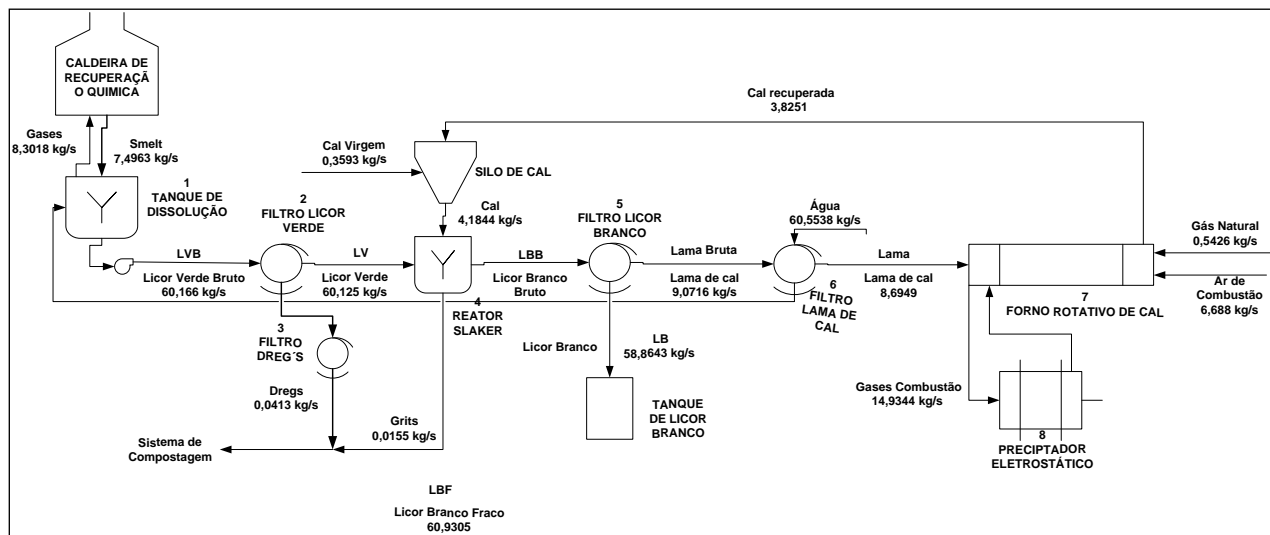 CALDEIRA DE
RECUPERAÇÃ
O QUIMICA
Gases
8,3018 kg/s
Smelt
7,4963 kg/s
1
TANQUE DE
DISSOLUÇÃO
LVB
Licor Verde Bruto
60,166 kg/s
2
FILTRO LICOR
VERDE
LV
Licor Verde
60,125 kg/s
3
FILTRO
DREG´S
Dregs
0,0413 kg/s
Sistema de
Compostagem
Cal Virgem
0,3593 kg/s
SILO DE CAL
Cal
4,1844 kg/s
4
REATOR
SLAKER
Grits
0,0155 kg/s
LBB
Licor Branco
Bruto
5
FILTRO LICOR
BRANCO
Licor Branco
LB
58,8643 kg/s
TANQUE
DE LICOR
BRANCO
Lama Bruta
Lama de cal
9,0716 kg/s
Água
60,5538 kg/s
6
FILTRO
LAMA DE
CAL
Lama
Lama de cal
8,6949
Cal recuperada
3,8251
Gás Natural
0,5426 kg/s
Ar de
Combustão
6,688 kg/s
7
FORNO ROTATIVO DE CAL
Gases Combustão
14,9344 kg/s
8
PRECIPTADOR
ELETROSTÁTICO
LBF
Licor Branco Fraco
60,9305